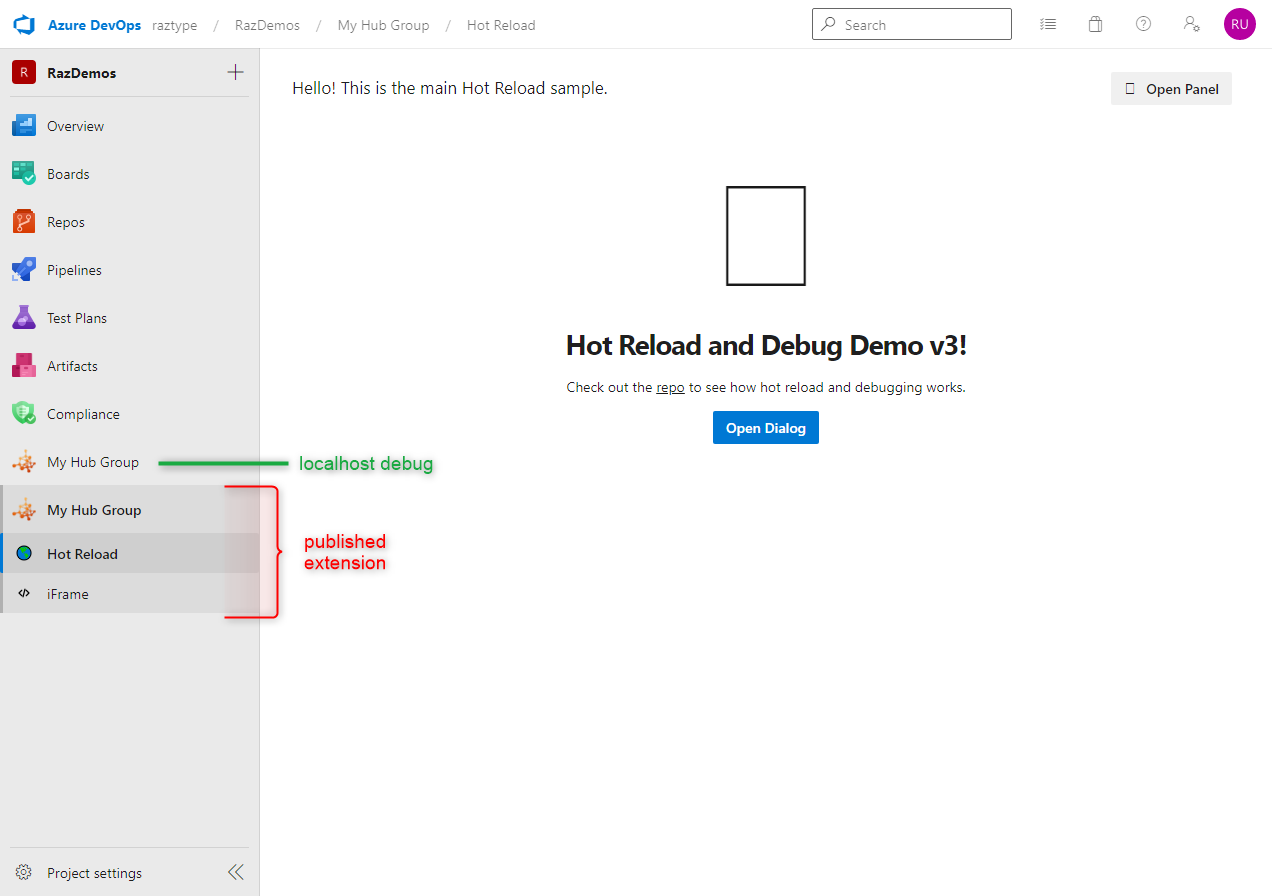 Azure DevOps raztype / RazDemos / My Hub Group / Hot Reload
Search
RU
R RazDemos
Hello! This is the main Hot Reload sample.
Open Panel
Overview
Boards
Repos
Pipelines
Test Plans
Artifacts
Compliance
My Hub Group
localhost debug
My Hub Group
Hot Reload
iFrame
published
extension
Hot Reload and Debug Demo v3!
Check out the repo to see how hot reload and debugging works.
Open Dialog
Project settings